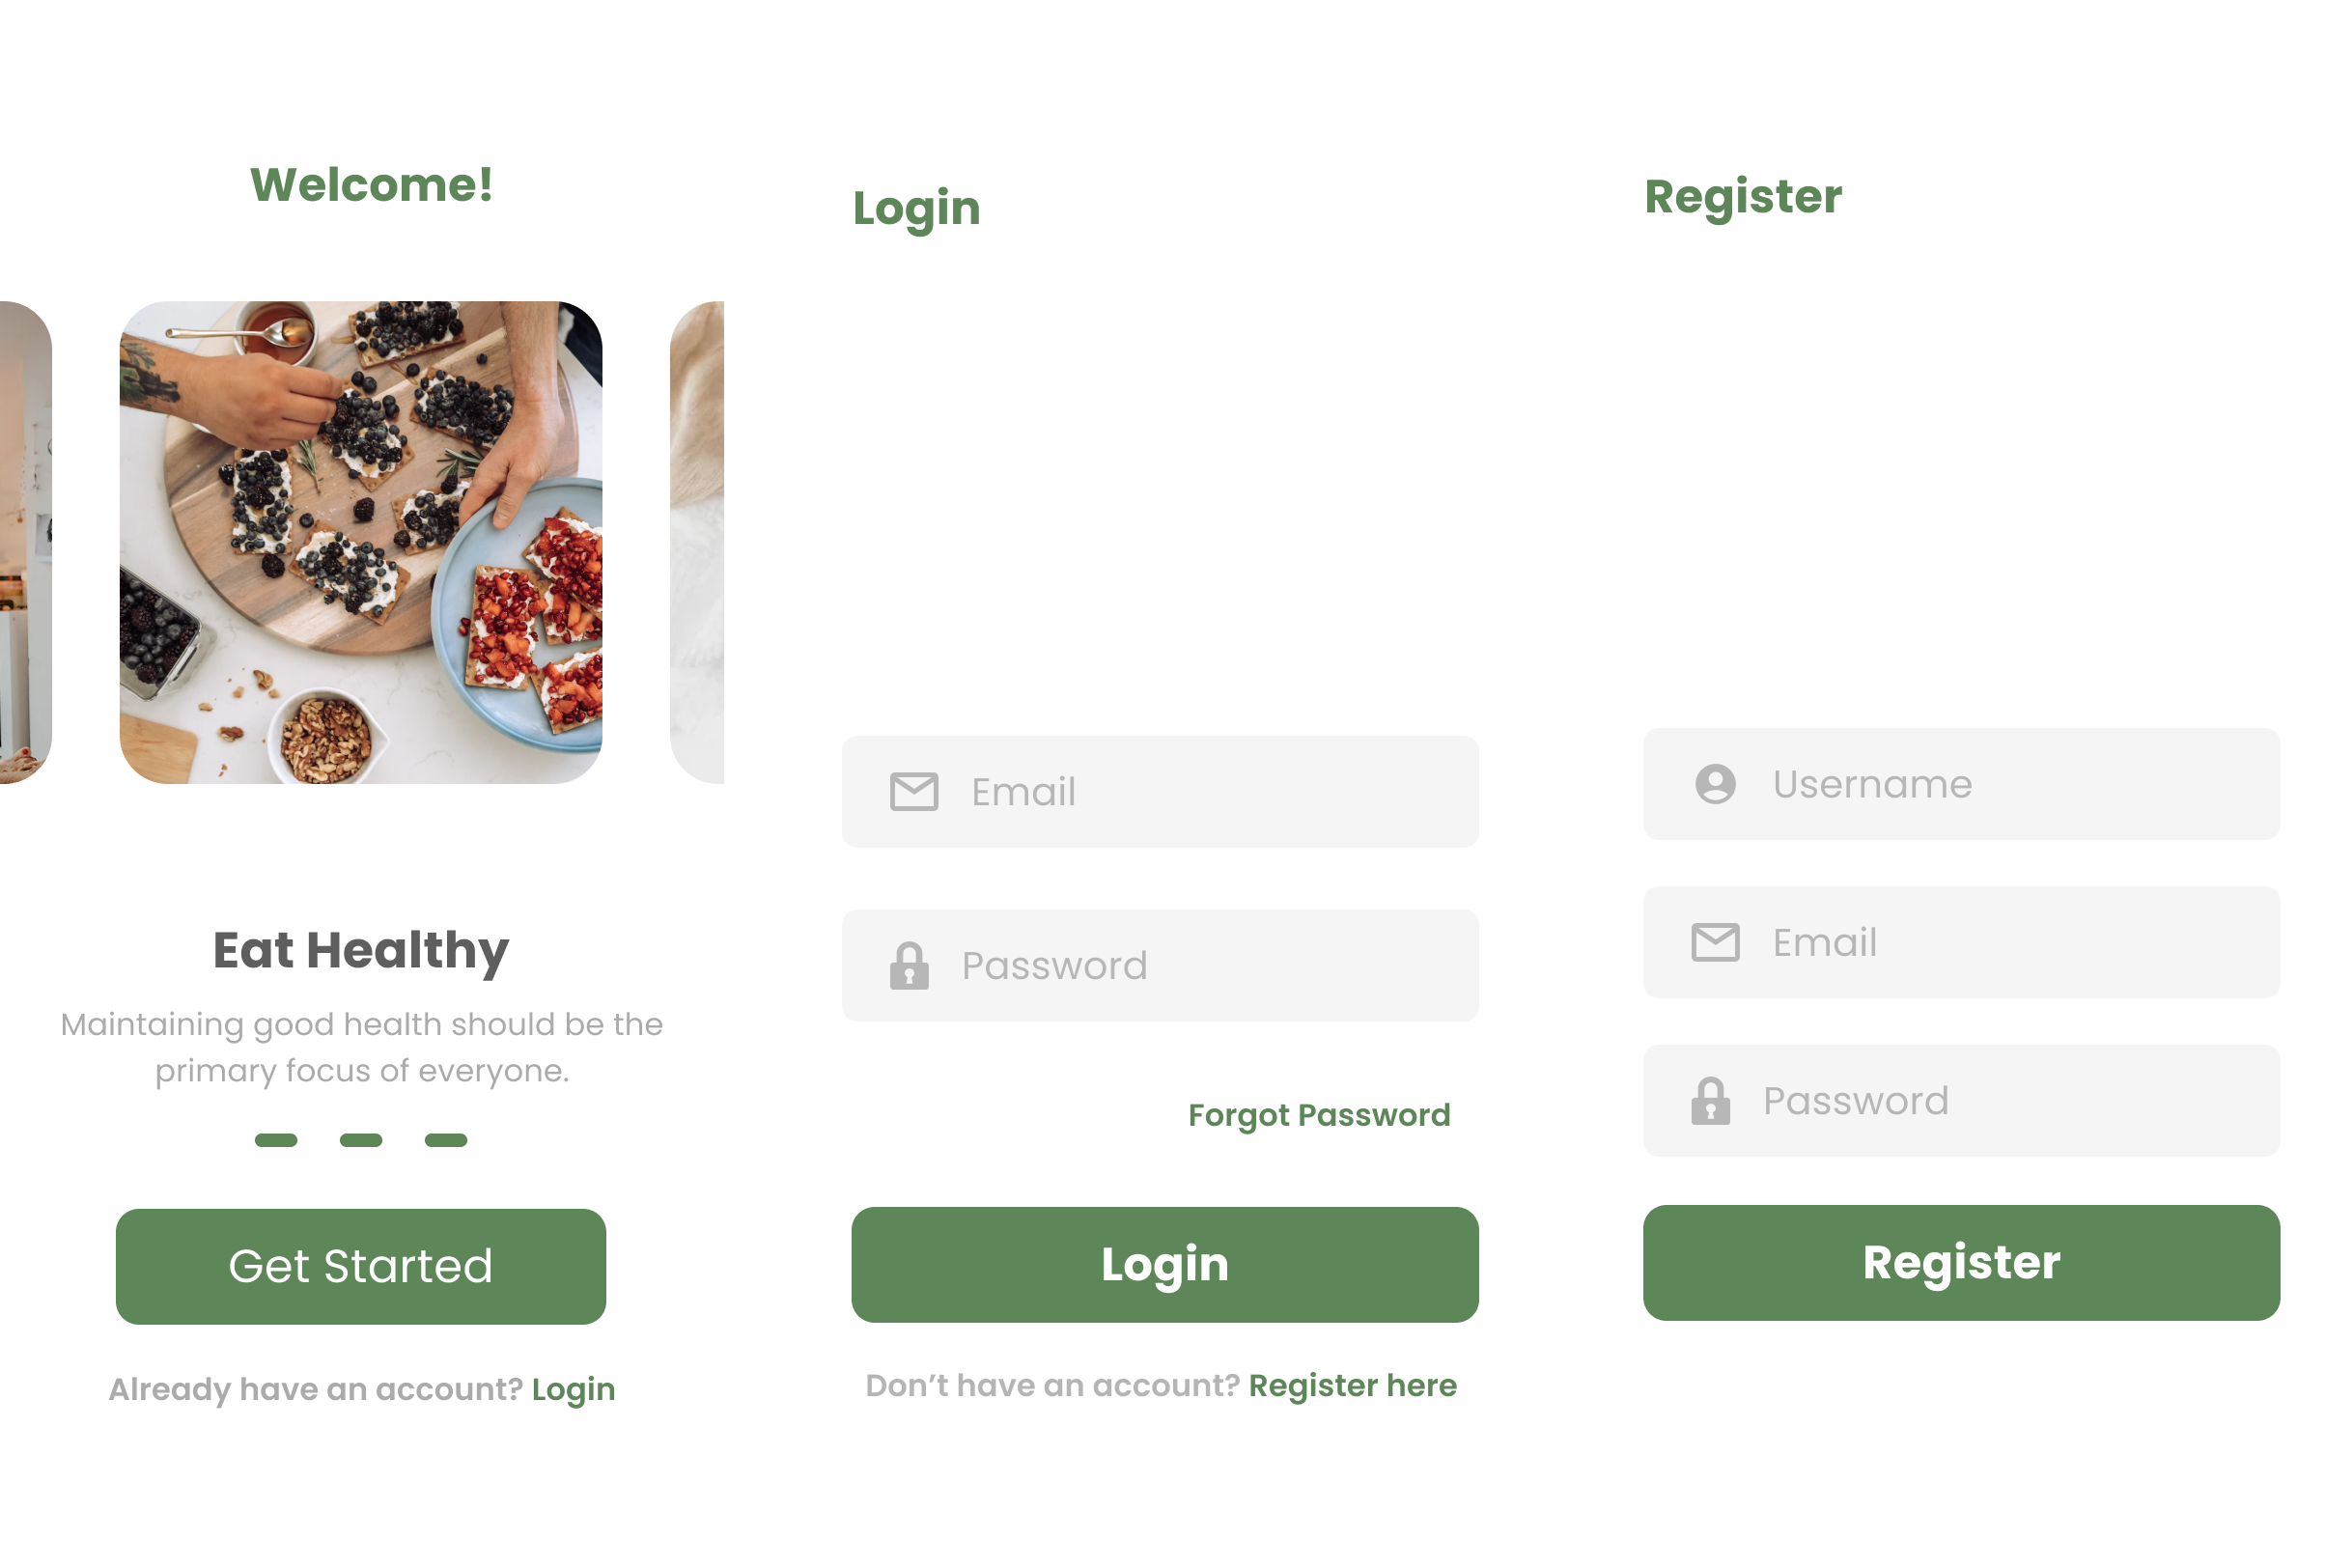 Welcome!
Eat Healthy
Maintaining good health should be the
primary focus of everyone.
Get Started
Already have an account? Login
Login
Email
Password
Forgot Password
Login
Don’t have an account? Register here
Register
Username
Email
Password
Register